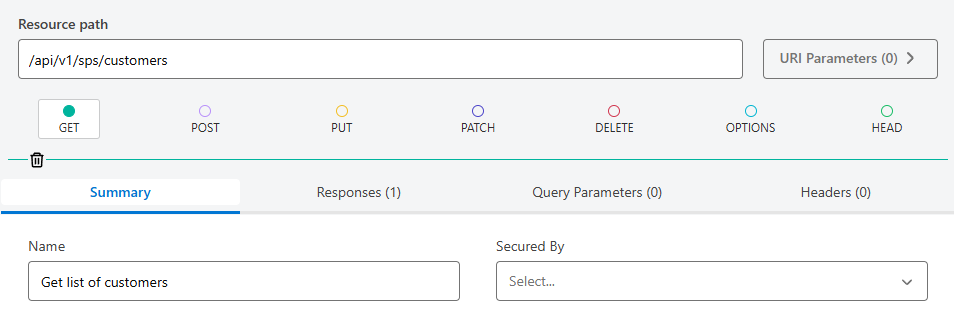 Resource path
/api/v1/sps/customers
URI Parameters (0)
GET POST PUT PATCH DELETE OPTIONS HEAD
Summary Responses (1) Query Parameters (0) Headers (0)
Name Secured By
Get list of customers Select...